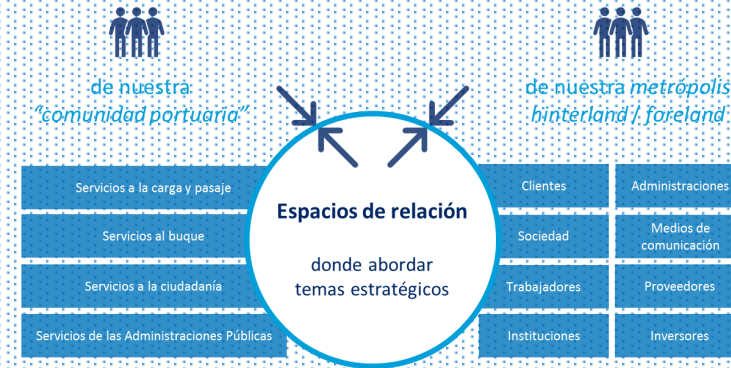 de nuestra
“comunidad portuaria”
de nuestra metrópolis
hinterland / foreland
Servicios a la carga y pasaje
Servicios al buque
Servicios a la ciudadanía
Servicios de las Administraciones Públicas
Espacios de relación
donde abordar
temas estratégicos
Clientes
Administraciones
Sociedad
Medios de
comunicación
Trabajadores
Proveedores
Instituciones
Inversores